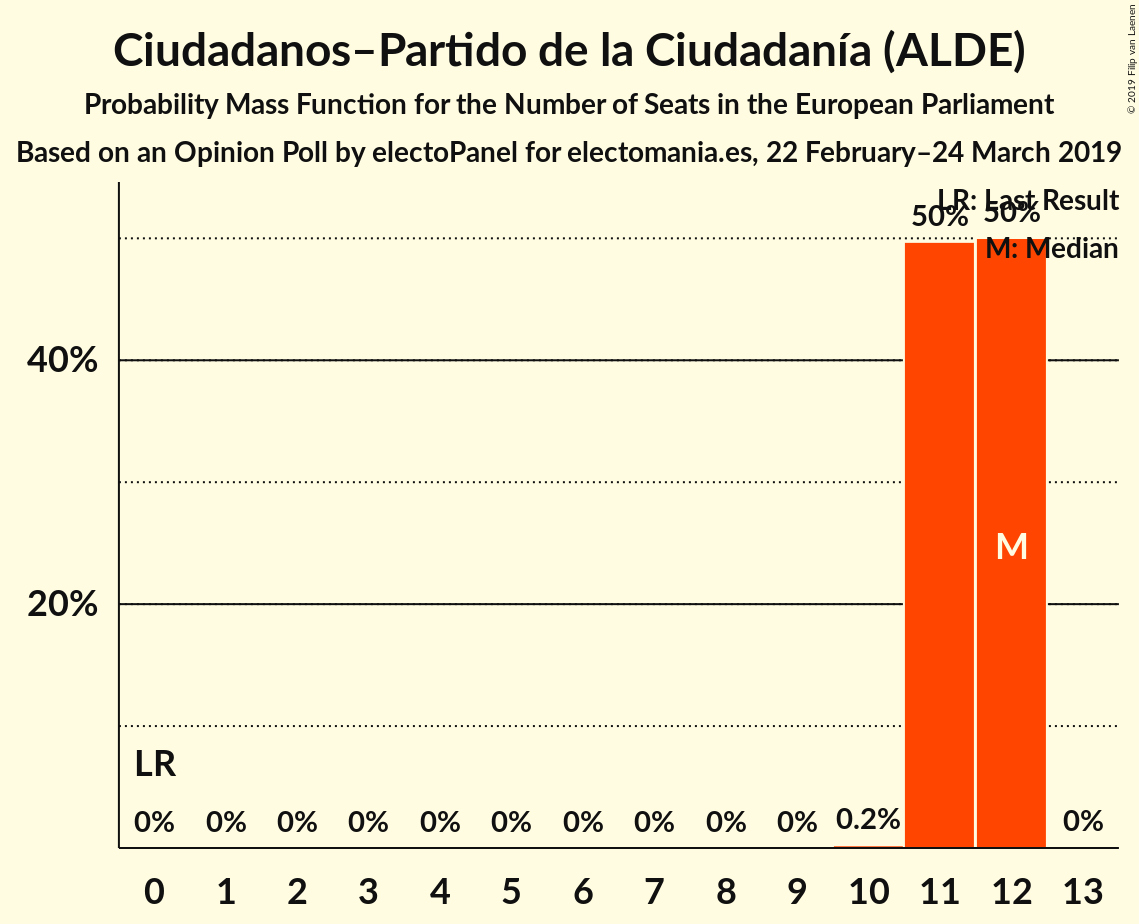 Ciudadanos–Partido de la Ciudadanía (ALDE)
Probability Mass Function for the Number of Seats in the European Parliament
Based on an Opinion Poll by electoPanel for electomania.es, 22 February–24 March 2019
© 2019 Filip van Laenen
LR: Last Result
M: Median
50% 50%
40%
M
20%
LR
0% 0% 0% 0% 0% 0% 0% 0% 0% 0% 0.2% 0%
0 1 2 3 4 5 6 7 8 9 10 11 12 13